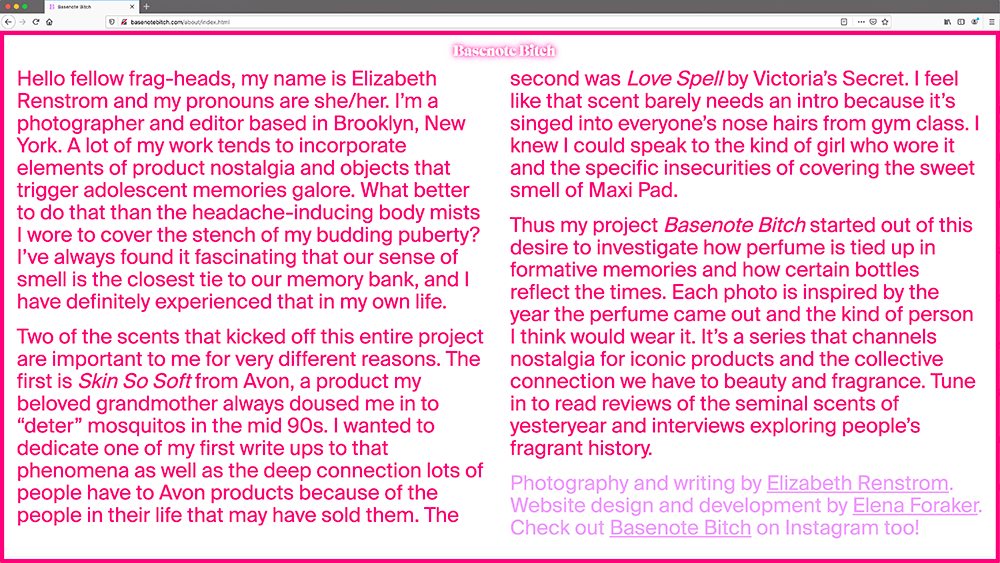 Basenote Bitch
basenotebitch.com/about/index.html
Basenote Bitch
Hello fellow frag-heads, my name is Elizabeth
Renstrom and my pronouns are she/her. I’m a
photographer and editor based in Brooklyn, New
York. A lot of my work tends to incorporate
elements of product nostalgia and objects that
trigger adolescent memories galore. What better
to do that than the headache-inducing body mists
I wore to cover the stench of my budding puberty?
I’ve always found it fascinating that our sense of
smell is the closest tie to our memory bank, and I
have definitely experienced that in my own life.
Two of the scents that kicked off this entire project
are important to me for very different reasons. The
first is Skin So Soft from Avon, a product my
beloved grandmother always doused me in to
“deter” mosquitos in the mid 90s. I wanted to
dedicate one of my first write ups to that
phenomena as well as the deep connection lots of
people have to Avon products because of the
people in their life that may have sold them. The
second was Love Spell by Victoria’s Secret. I feel
like that scent barely needs an intro because it’s
singed into everyone’s nose hairs from gym class. I
knew I could speak to the kind of girl who wore it
and the specific insecurities of covering the sweet
smell of Maxi Pad.
Thus my project Basenote Bitch started out of this
desire to investigate how perfume is tied up in
formative memories and how certain bottles
reflect the times. Each photo is inspired by the
year the perfume came out and the kind of person
I think would wear it. It’s a series that channels
nostalgia for iconic products and the collective
connection we have to beauty and fragrance. Tune
in to read reviews of the seminal scents of
yesteryear and interviews exploring people’s
fragrant history.
Photography and writing by Elizabeth Renstrom.
Website design and development by Elena Foraker.
Check out Basenote Bitch on Instagram too!